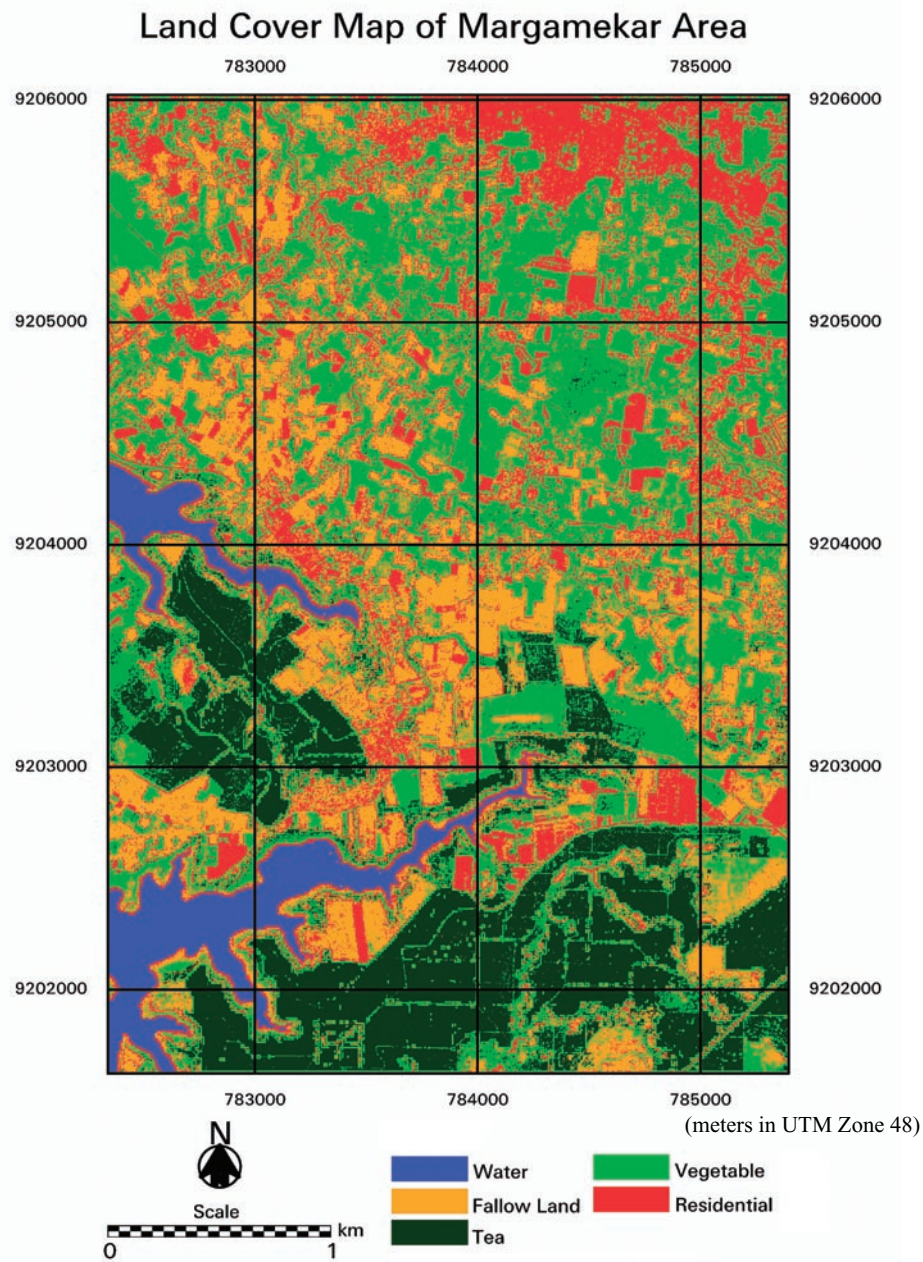 Land Cover Map of Margamekar Area
783000 784000 785000
9206000 9206000
9205000 9205000
9204000 9204000
9203000 9203000
9202000 9202000
783000 784000 785000
(meters in UTM Zone 48)
N
Scale
km
0 1
Water
Fallow Land
Tea
Vegetable
Residential